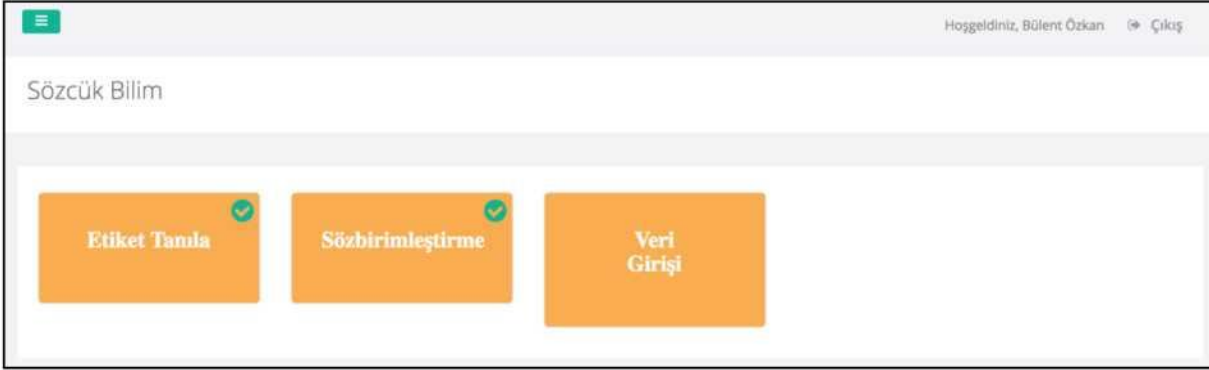 Hoşgeldiniz, Bülent Özkan Çıkış
Sözcük Bilim
Etiket Tanıla
Sözbirimleştirme
Veri
Girişi